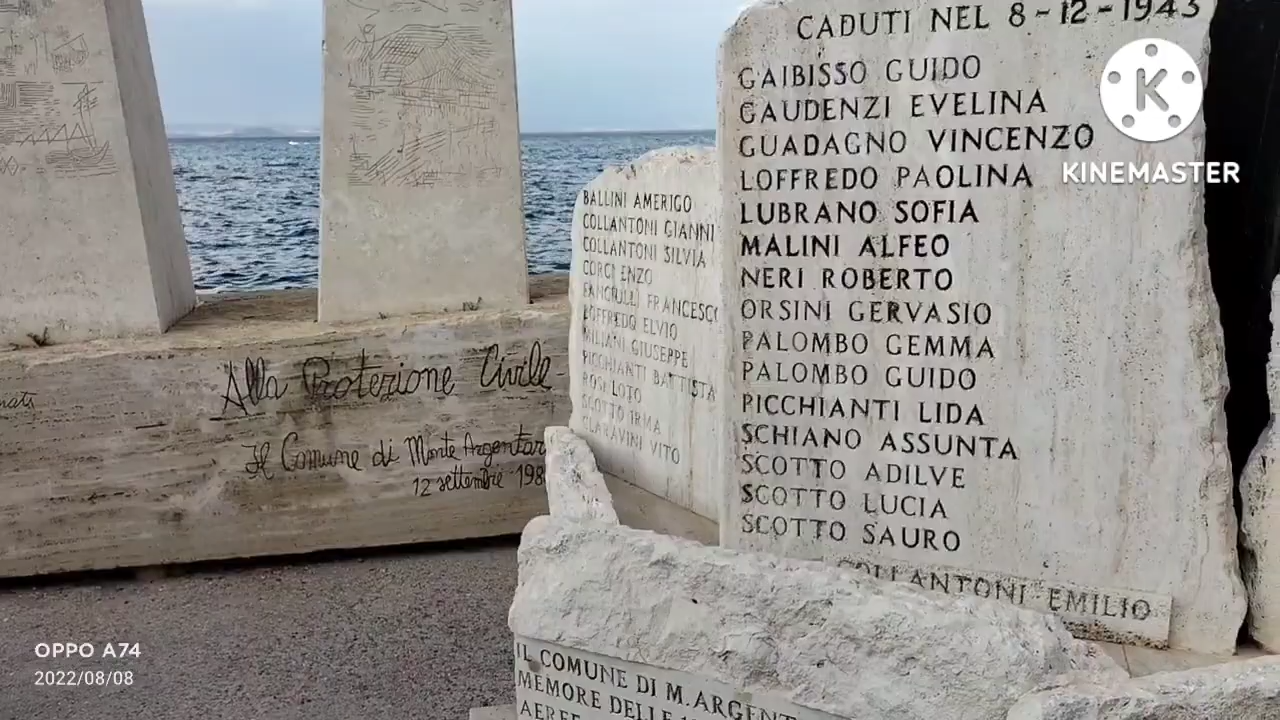 CADUTI NEL 8-12-1943
GAIBISSO GUIDO
GAUDENZI EVELINA
GUADAGNO VINCENZO
LOFFREDO PAOLINA
LUBRANO SOFIA
MALINI ALFEO
NERI ROBERTO
ORSINI GERVASIO
PALOMBO GEMMA
PALOMBO GUIDO
PICCHIANTI LIDA
SCHIANO ASSUNTA
SCOTTO ADILVE
SCOTTO LUCIA
SCOTTO SAURO
COLLANTONI EMILIO
BALLINI AMERIGO
COLLANTONI GIANNI
COLLANTONI SILVIA
ENZO
FANCIULLI FRANCESCO
LOFFREDO ELVIO
MILIANI GIUSEPPE
PICCHIANTI BATTISTA
ROSI LOTO
SCOTTO IRMA
VITO
Alla Protezione Civile
Il Comune di Monte Argentar
12 settembre 198
IL COMUNE DI M. ARGENT
MEMORE DELLE
AEREE
KINEMASTER
OPPO A74
2022/08/08